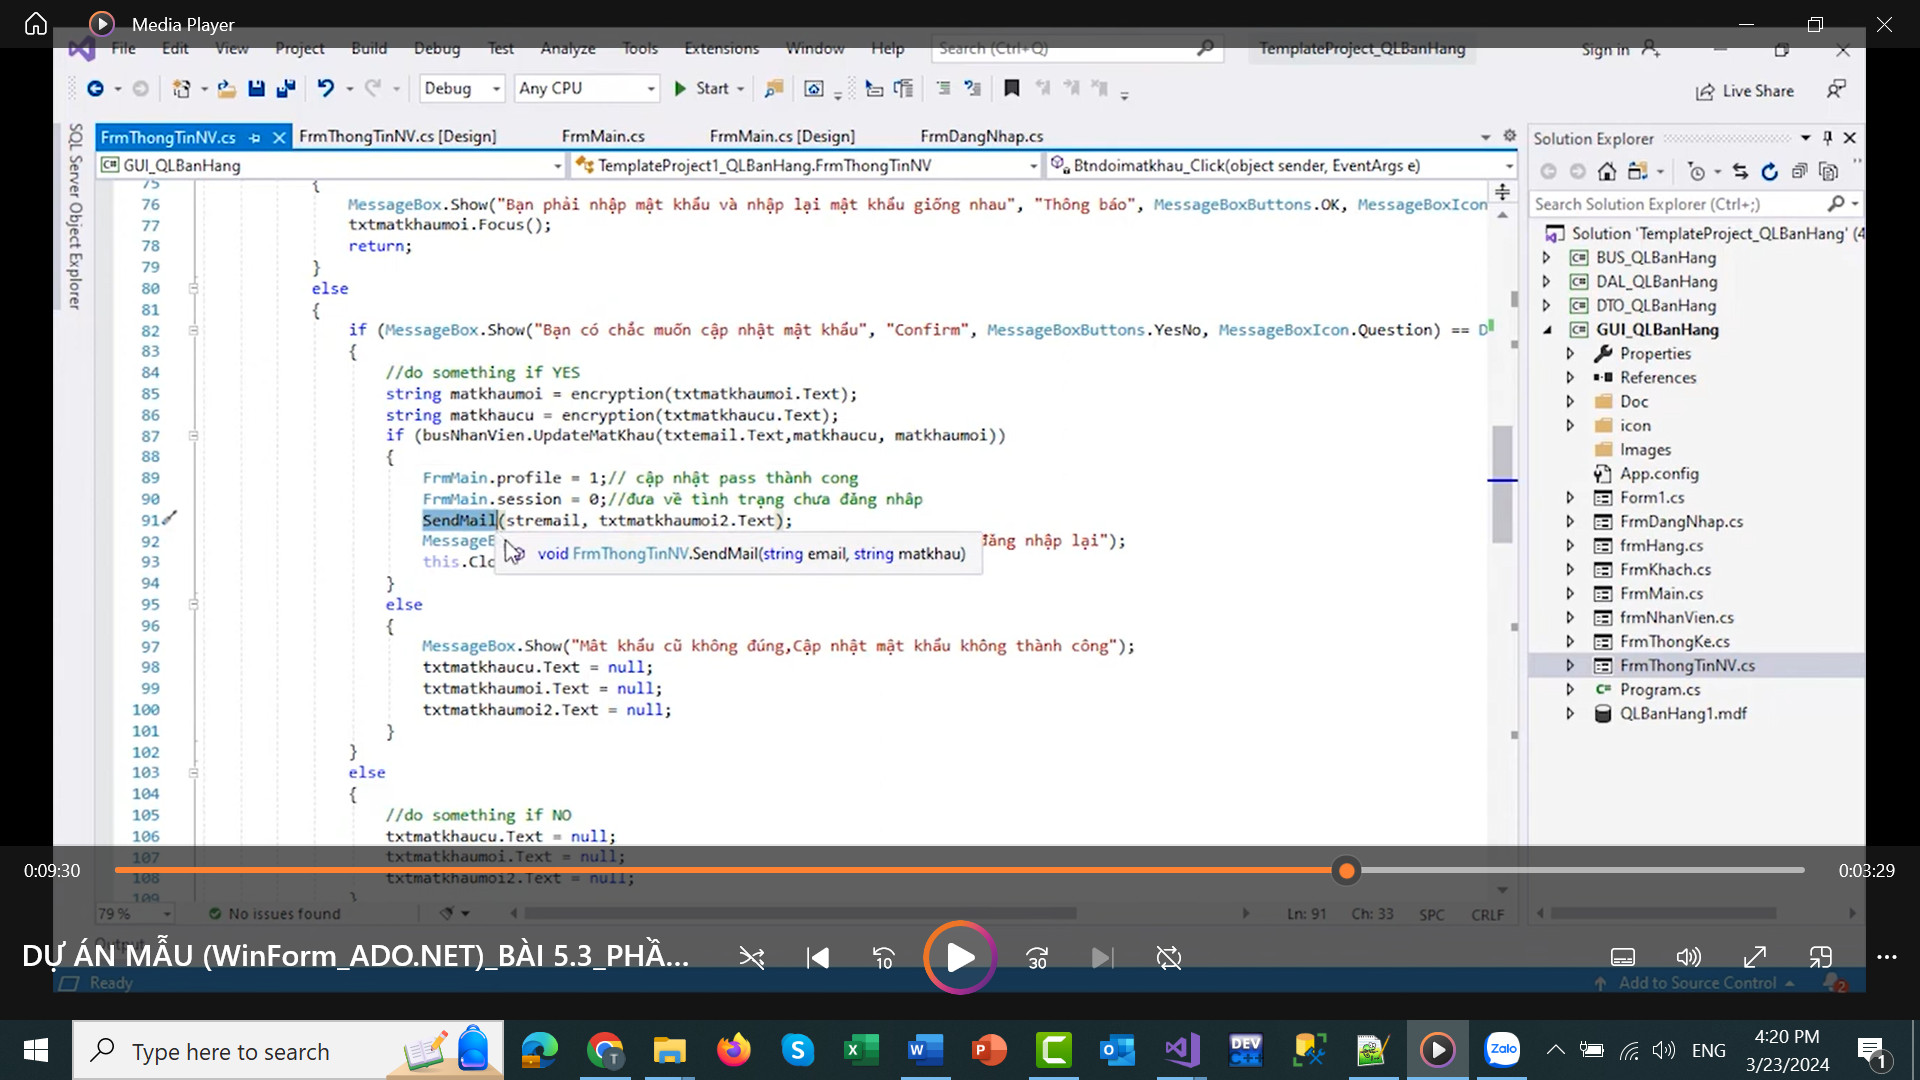 Media Player
File Edit View Project Build Debug Test Analyze Tools Extensions Window Help Search (Ctrl+Q) TemplateProject_QLBanHang Sign in
Debug Any CPU Start Live Share
SQL Server Object Explorer
FrmThongTinNV.cs FrmThongTinNV.cs [Design] FrmMain.cs FrmMain.cs [Design] FrmDangNhap.cs
GUI_QLBanHang TemplateProject1_QLBanHang.FrmThongTinNV Btndoimatkhau_Click(object sender, EventArgs e)
75 {
76 MessageBox.Show("Bạn phải nhập mật khẩu và nhập lại mật khẩu giống nhau", "Thông báo", MessageBoxButtons.OK, MessageBoxIcon
77 txtmatkhaumoi.Focus();
78 return;
79 }
80 else
81 {
82 if (MessageBox.Show("Bạn có chắc muốn cập nhật mật khẩu", "Confirm", MessageBoxButtons.YesNo, MessageBoxIcon.Question) == D
83 {
84 //do something if YES
85 string matkhaumoi = encryption(txtmatkhaumoi.Text);
86 string matkhaucu = encryption(txtmatkhaucu.Text);
87 if (busNhanVien.UpdateMatKhau(txtemail.Text,matkhaucu, matkhaumoi))
88 {
89 FrmMain.profile = 1;// cập nhật pass thành cong
90 FrmMain.session = 0;//đưa về tình trạng chưa đăng nhâp
91 SendMail(stremail, txtmatkhaumoi2.Text);
92 MessageB đăng nhập lại");
void FrmThongTinNV.SendMail(string email, string matkhau)
93 this.Clo
94 }
95 else
96 {
97 MessageBox.Show("Mât khẩu cũ không đúng,Cập nhật mật khẩu không thành công");
98 txtmatkhaucu.Text = null;
99 txtmatkhaumoi.Text = null;
100 txtmatkhaumoi2.Text = null;
101 }
102 }
103 else
104 {
105 //do something if NO
106 txtmatkhaucu.Text = null;
107 txtmatkhaumoi.Text = null;
108 txtmatkhaumoi2.Text = null;
109 }
79 % No issues found Ln: 91 Ch: 33 SPC CRLF
Output
Solution Explorer
Search Solution Explorer (Ctrl+;)
Solution 'TemplateProject_QLBanHang' (4
BUS_QLBanHang
DAL_QLBanHang
DTO_QLBanHang
GUI_QLBanHang
Properties
References
Doc
icon
Images
App.config
Form1.cs
FrmDangNhap.cs
frmHang.cs
FrmKhach.cs
FrmMain.cs
frmNhanVien.cs
FrmThongKe.cs
FrmThongTinNV.cs
Program.cs
QLBanHang1.mdf
0:09:30 0:03:29
DỰ ÁN MẪU (WinForm_ADO.NET)_BÀI 5.3_PHẦ... 10 30
Ready Add to Source Control 2
Type here to search T DEV C++ Zalo ENG 4:20 PM
3/23/2024 1